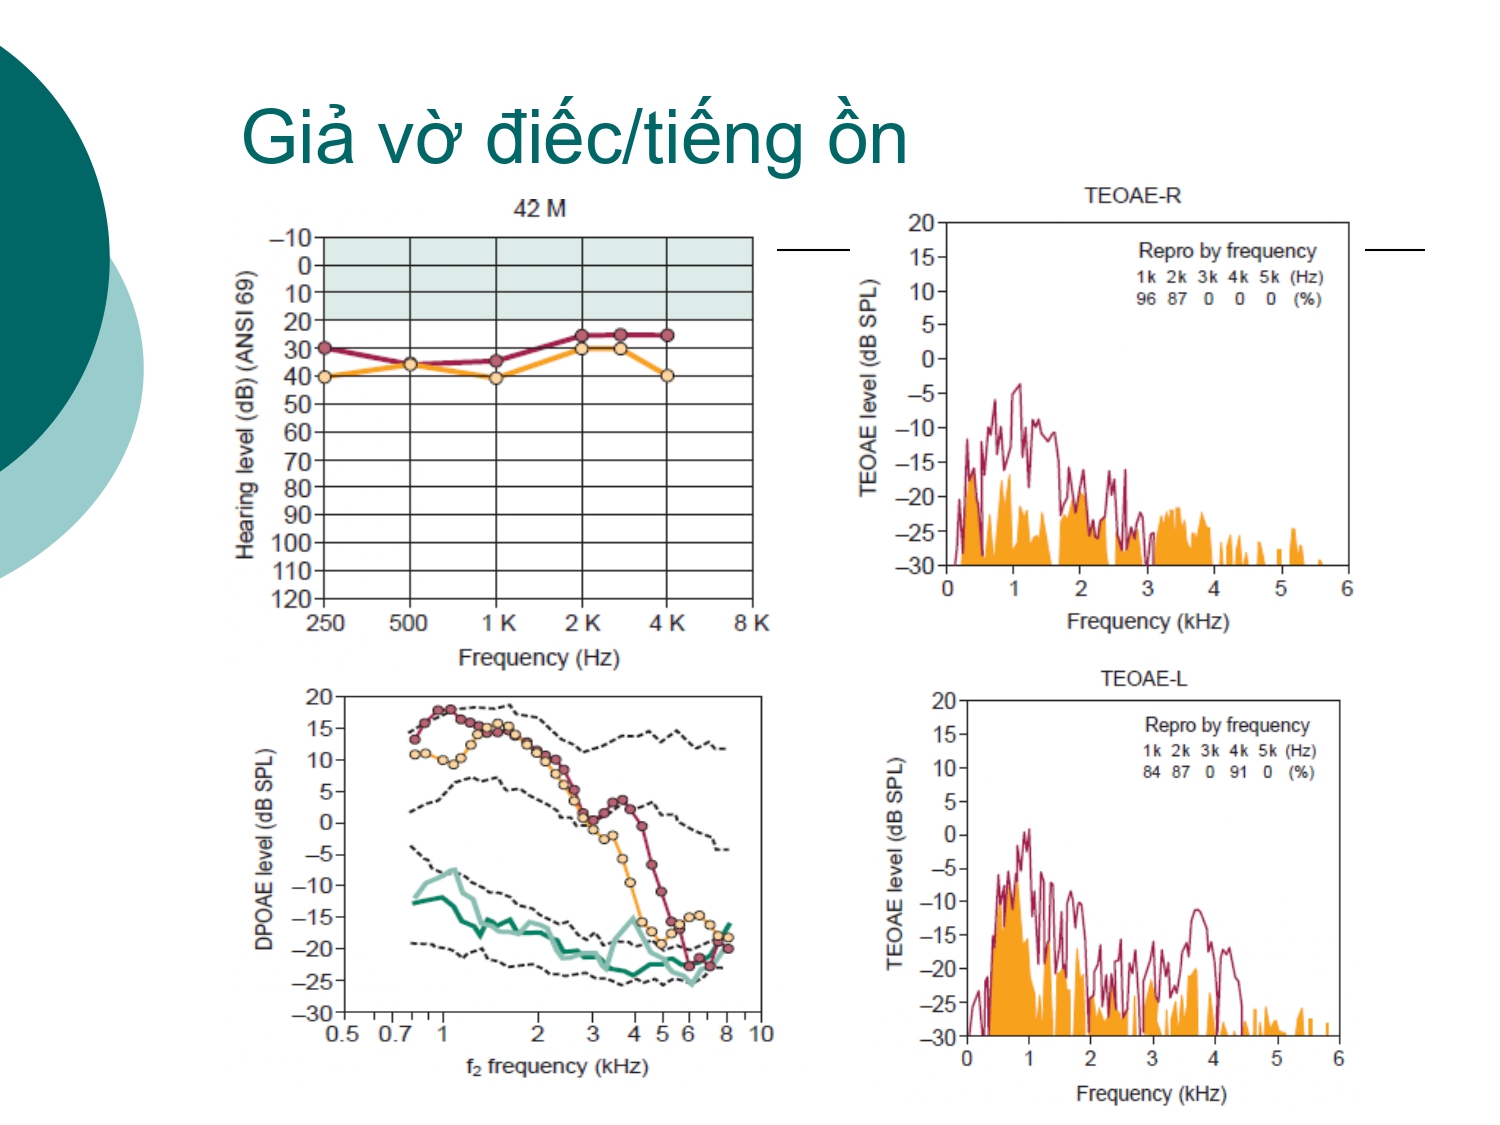 Giả vờ điếc/tiếng ồn
42 M
–10
0
10
20
30
40
50
60
70
80
90
100
110
120
Hearing level (dB) (ANSI 69)
250 500 1 K 2 K 4 K 8 K
Frequency (Hz)
TEOAE-R
20
15
10
5
0
–5
–10
–15
–20
–25
–30
TEOAE level (dB SPL)
Repro by frequency
1k 2k 3k 4k 5k (Hz)
96 87 0 0 0 (%)
0 1 2 3 4 5 6
Frequency (kHz)
20
15
10
5
0
–5
–10
–15
–20
–25
–30
DPOAE level (dB SPL)
0.5 0.7 1 2 3 4 5 6 8 10
f₂ frequency (kHz)
TEOAE-L
20
15
10
5
0
–5
–10
–15
–20
–25
–30
TEOAE level (dB SPL)
Repro by frequency
1k 2k 3k 4k 5k (Hz)
84 87 0 91 0 (%)
0 1 2 3 4 5 6
Frequency (kHz)